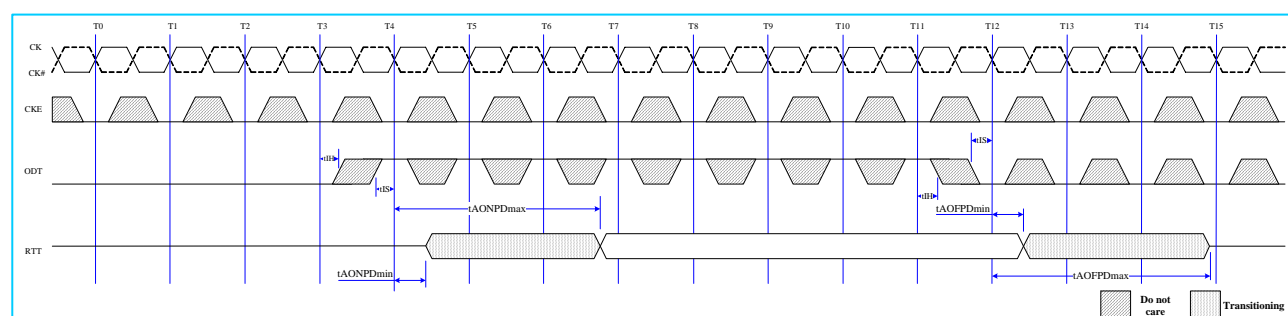 T0 T1 T2 T3 T4 T5 T6 T7 T8 T9 T10 T11 T12 T13 T14 T15
CK
CK#
CKE
tIS
tIH
ODT
tIS
tIH
tAONPDmax
tAOFPDmin
RTT
tAONPDmin
tAOFPDmax
Do not
care
Transitioning